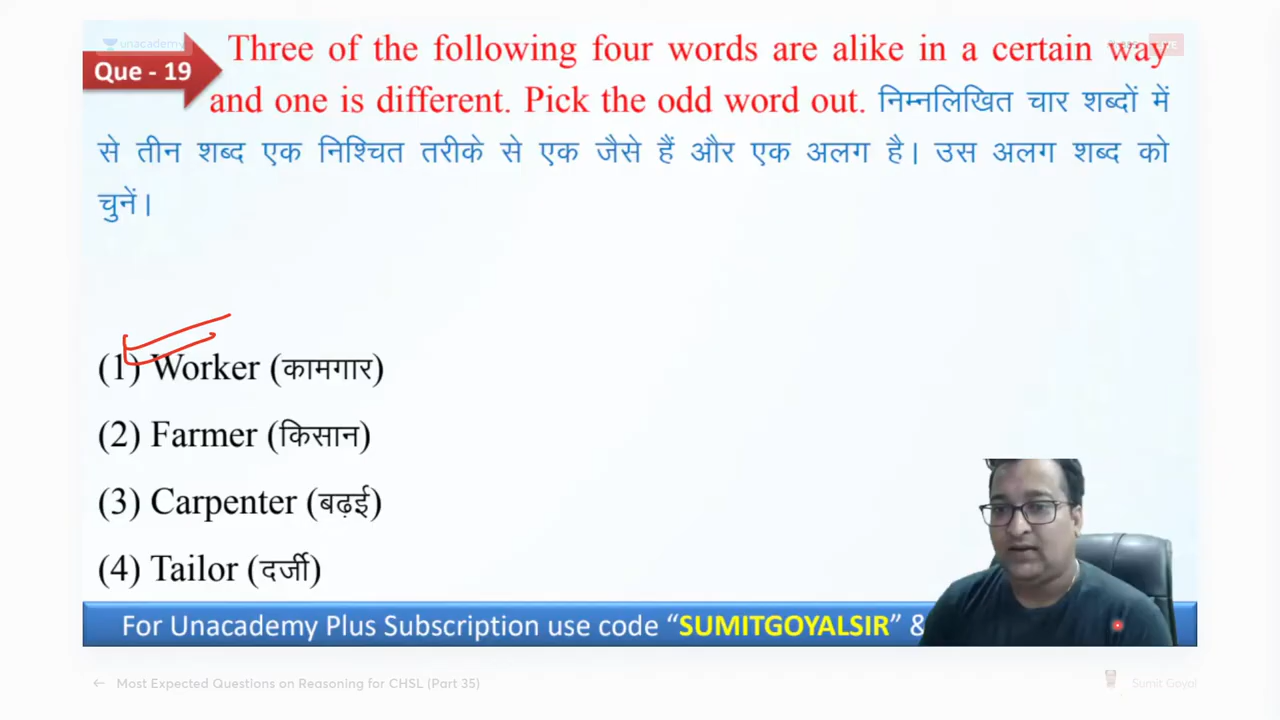 unacademy
Three of the following four words are alike in a certain way
Que - 19
and one is different. Pick the odd word out. निम्नलिखित चार शब्दों में
से तीन शब्द एक निश्चित तरीके से एक जैसे हैं और एक अलग है। उस अलग शब्द को
चुनें।
(1) Worker (कामगार)
(2) Farmer (किसान)
(3) Carpenter (बढ़ई)
(4) Tailor (दर्जी)
For Unacademy Plus Subscription use code “SUMITGOYALSIR” &
← Most Expected Questions on Reasoning for CHSL (Part 35)
Sumit Goyal